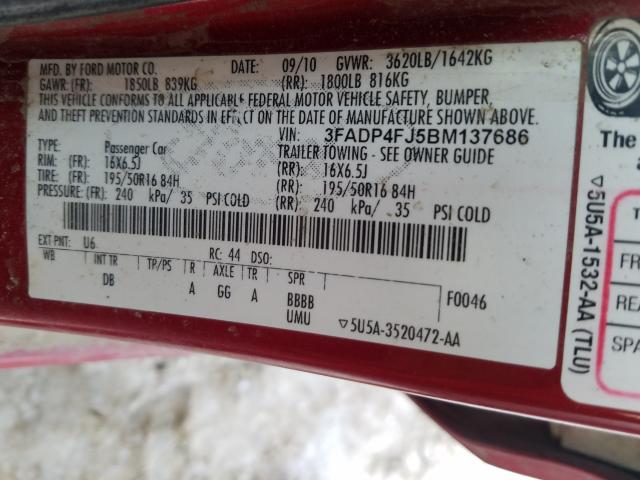 MFD. BY FORD MOTOR CO. DATE: 09/10 GVWR: 3620LB/1642KG
GAWR: (FR): 1850LB 839KG (RR): 1800LB 816KG
THIS VEHICLE CONFORMS TO ALL APPLICABLE FEDERAL MOTOR VEHICLE SAFETY, BUMPER,
AND THEFT PREVENTION STANDARDS IN EFFECT ON THE DATE OF MANUFACTURE SHOWN ABOVE.
VIN: 3FADP4FJ5BM137686
TYPE: Passenger Car TRAILER TOWING - SEE OWNER GUIDE
RIM: (FR): 16X6.5J (RR): 16X6.5J
TIRE: (FR): 195/50R16 84H (RR): 195/50R16 84H
PRESSURE: (FR): 240 kPa/ 35 PSI COLD (RR): 240 kPa/ 35 PSI COLD
EXT PNT: U6 RC: 44 DSO:
WB INT TR TP/PS R AXLE TR SPR
DB A GG A BBBB F0046
UMU ▽5U5A-3520472-AA
The
▽5U5A-1532-AA (TLU)
T
FR
REA
SPA